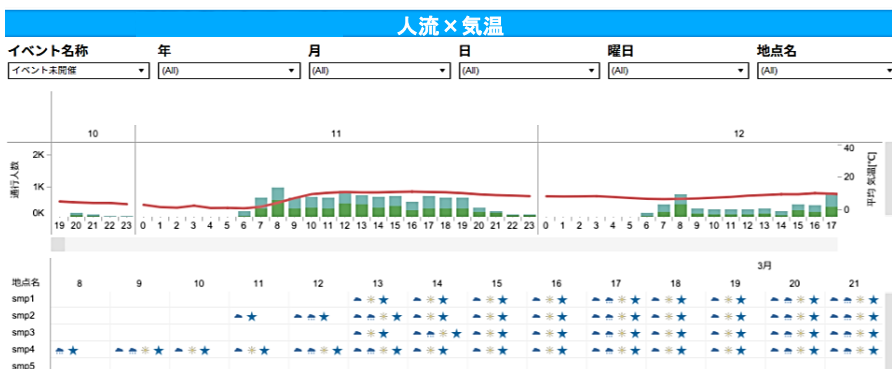 人流×気温
イベント名称 年 月 日 曜日 地点名
イベント未開催 (All) (All) (All) (All) (All)
10 11 12
通行人数
2K
1K
0K
40
20
0
平均 気温[℃]
19 20 21 22 23 0 1 2 3 4 5 6 7 8 9 10 11 12 13 14 15 16 17 18 19 20 21 22 23 0 1 2 3 4 5 6 7 8 9 10 11 12 13 14 15 16 17
3月
地点名 8 9 10 11 12 13 14 15 16 17 18 19 20 21
smp1
smp2
smp3
smp4
smp5